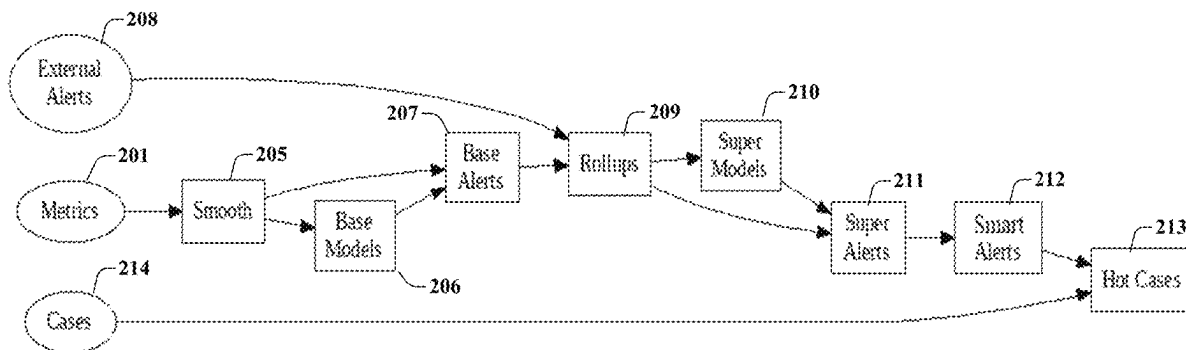 208
External
Alerts
207
209
210
Base
Alerts
Rollups
Super
Models
201
205
Metrics
Smooth
Base
Models
206
211
212
213
Super
Alerts
Smart
Alerts
Hot Cases
214
Cases